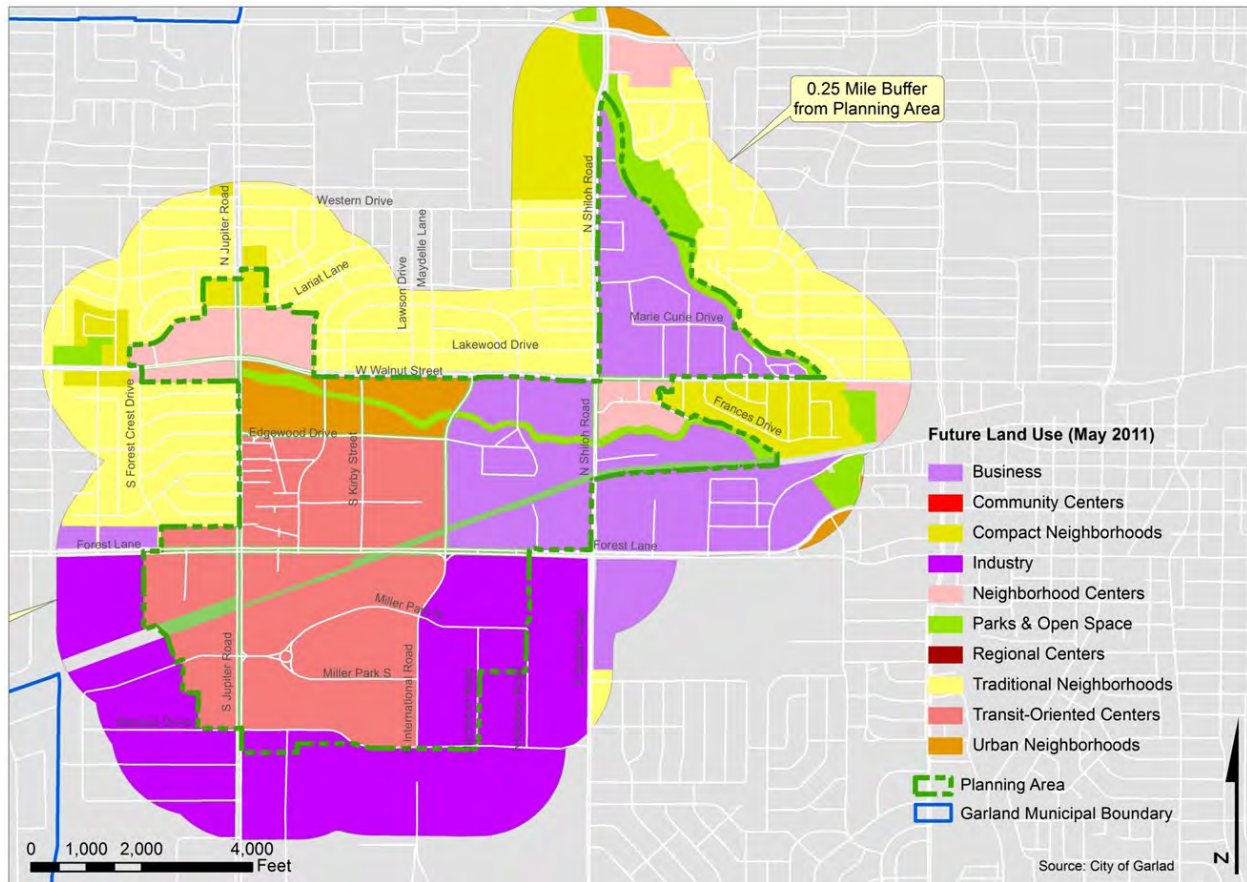 0.25 Mile Buffer
from Planning Area
N Shiloh Road
Western Drive
N Jupiter Road
Maydelle Lane
Lariat Lane
Lawson Drive
Marie Curie Drive
Lakewood Drive
W Walnut Street
S Forest Crest Drive
Frances Drive
Edgewood Drive
S Kirby Street
N Shiloh Road
Forest Lane
Forest Lane
Miller Park N
Miller Park S
S Jupiter Road
S International Road
Future Land Use (May 2011)
Business
Community Centers
Compact Neighborhoods
Industry
Neighborhood Centers
Parks & Open Space
Regional Centers
Traditional Neighborhoods
Transit-Oriented Centers
Urban Neighborhoods
Planning Area
Garland Municipal Boundary
0 1,000 2,000 4,000
Feet
Source: City of Garlad
N